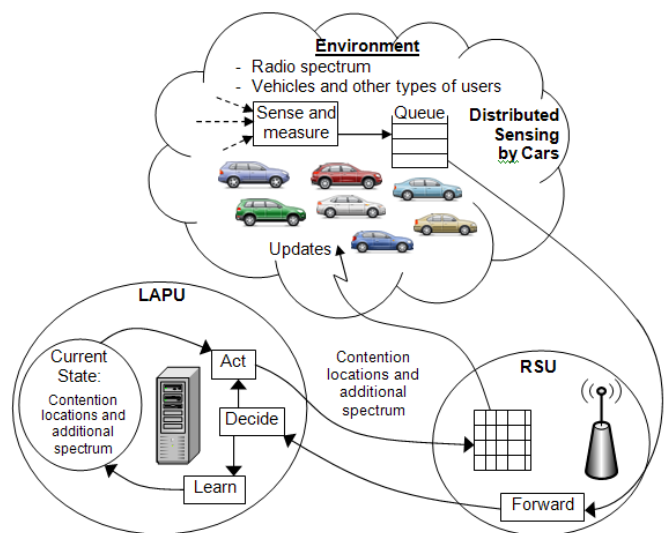 Environment
- Radio spectrum
- Vehicles and other types of users
Sense and
measure
Queue
Distributed
Sensing
by Cars
Updates
LAPU
Current
State:
Contention
locations and
additional
spectrum
Act
Decide
Learn
Contention
locations and
additional
spectrum
RSU
Forward